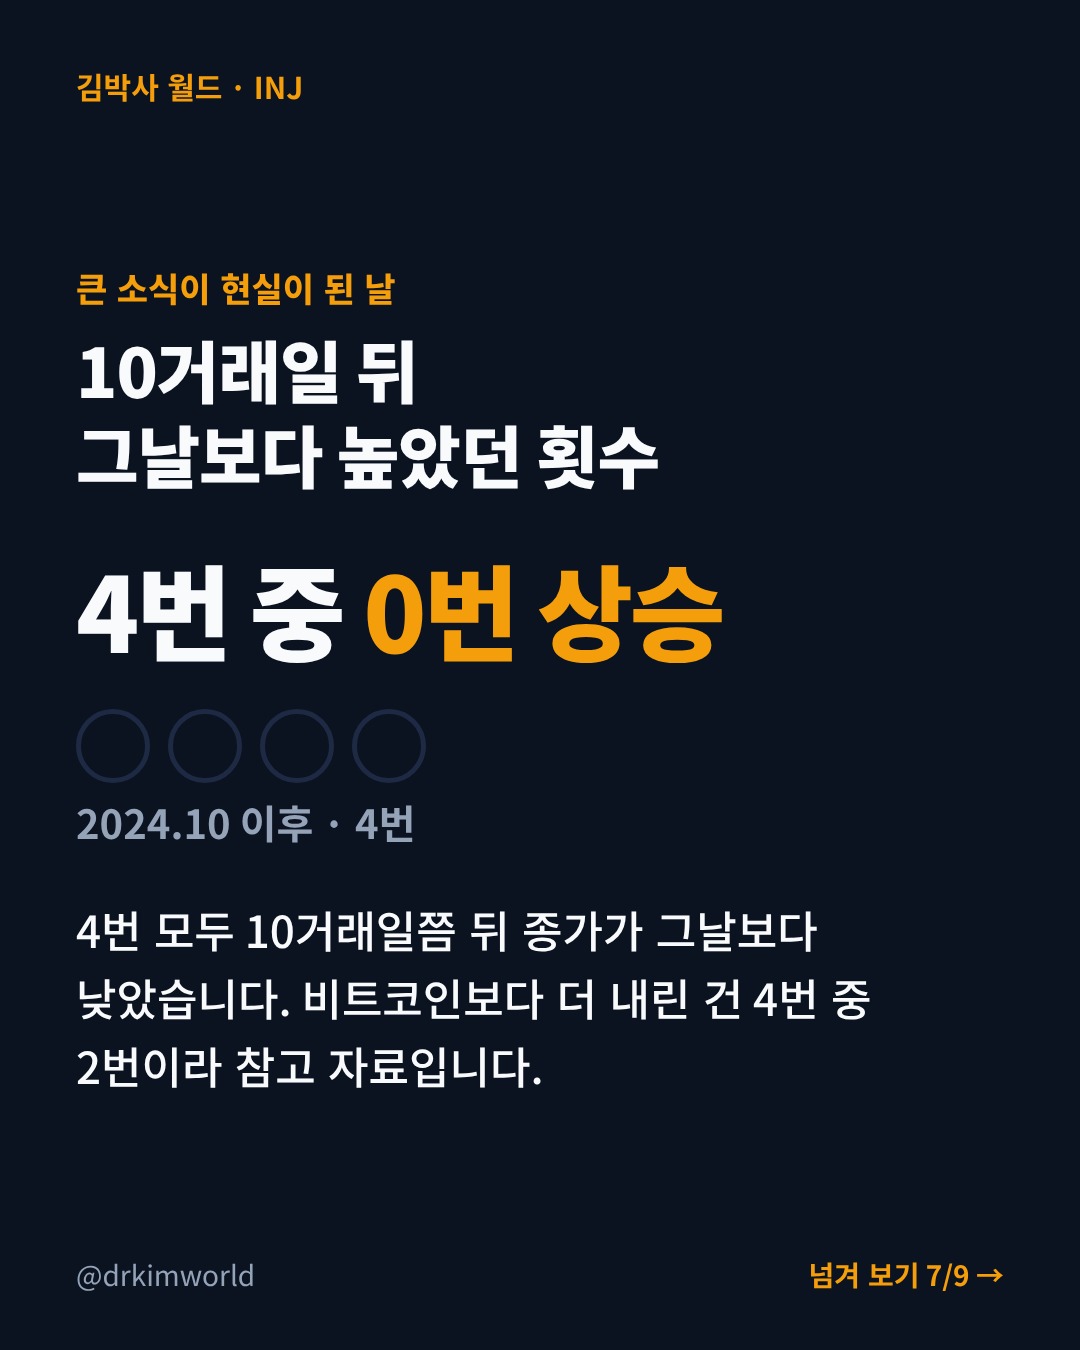 김박사 월드 · INJ
큰 소식이 현실이 된 날
10거래일 뒤
그날보다 높았던 횟수
4번 중 0번 상승
2024.10 이후 · 4번
4번 모두 10거래일쯤 뒤 종가가 그날보다
낮았습니다. 비트코인보다 더 내린 건 4번 중
2번이라 참고 자료입니다.
@drkimworld
넘겨 보기 7/9 →